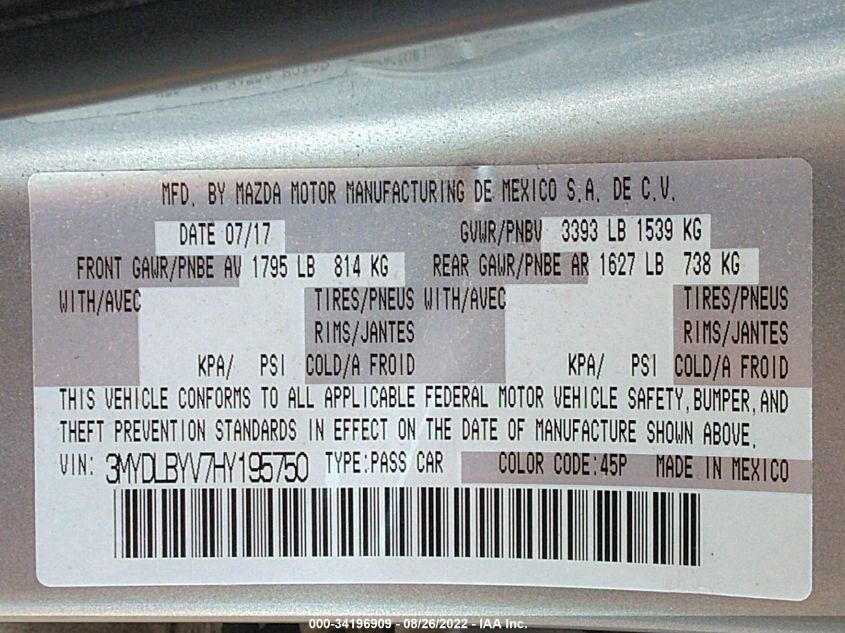 MFD. BY MAZDA MOTOR MANUFACTURING DE MEXICO S.A. DE C.V.
DATE 07/17 GVWR/PNBV 3393 LB 1539 KG
FRONT GAWR/PNBE AV 1795 LB 814 KG REAR GAWR/PNBE AR 1627 LB 738 KG
WITH/AVEC TIRES/PNEUS WITH/AVEC TIRES/PNEUS
RIMS/JANTES RIMS/JANTES
KPA/ PSI COLD/A FROID KPA/ PSI COLD/A FROID
THIS VEHICLE CONFORMS TO ALL APPLICABLE FEDERAL MOTOR VEHICLE SAFETY, BUMPER, AND
THEFT PREVENTION STANDARDS IN EFFECT ON THE DATE OF MANUFACTURE SHOWN ABOVE.
VIN: 3MYDLBYV7HY195750 TYPE:PASS CAR COLOR CODE:45P MADE IN MEXICO
000-34196909 - 08/26/2022 - IAA Inc.